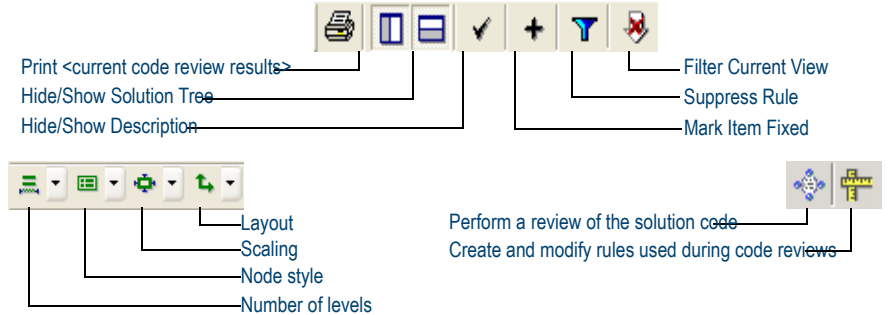 Print <current code review results>
Hide/Show Solution Tree
Hide/Show Description
Filter Current View
Suppress Rule
Mark Item Fixed
Layout
Scaling
Node style
Number of levels
Perform a review of the solution code
Create and modify rules used during code reviews